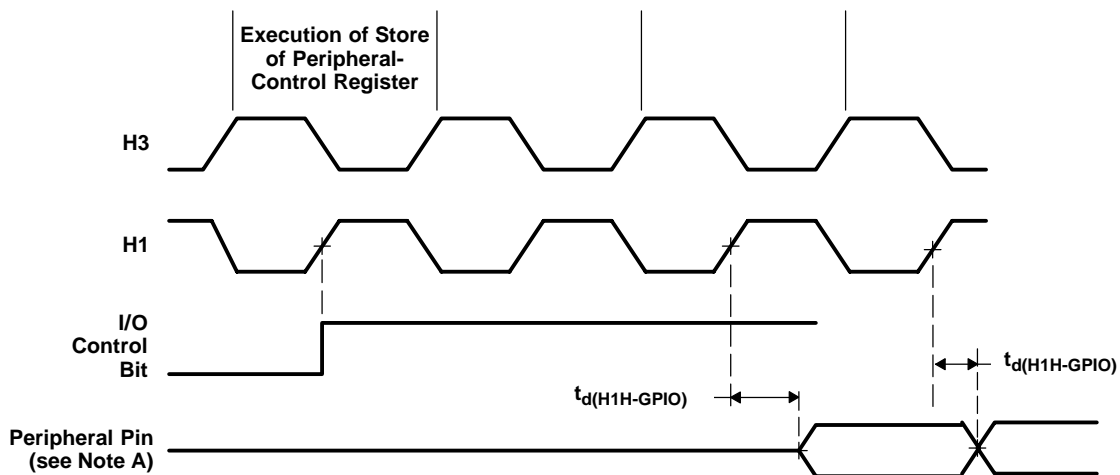 Execution of Store
of Peripheral-
Control Register
H3
H1
I/O
Control
Bit
td(H1H-GPIO)
td(H1H-GPIO)
Peripheral Pin
(see Note A)